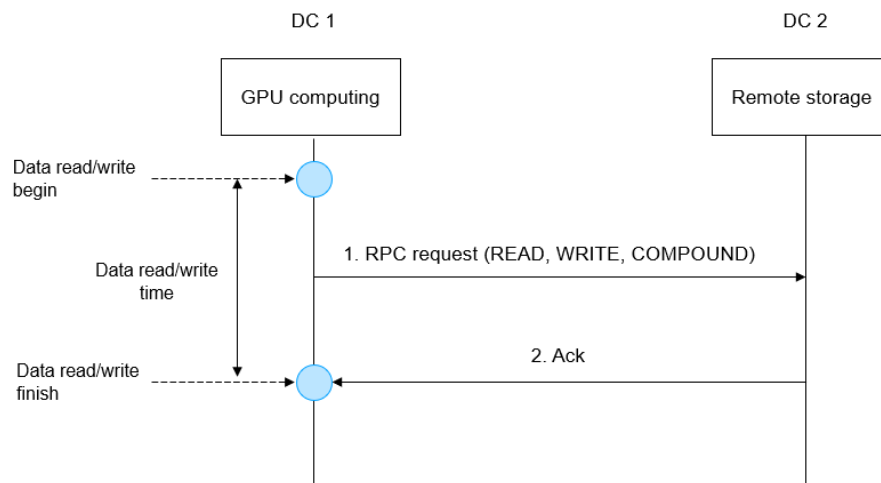 DC 1
DC 2
GPU computing
Remote storage
Data read/write
begin
1. RPC request (READ, WRITE, COMPOUND)
Data read/write
time
2. Ack
Data read/write
finish